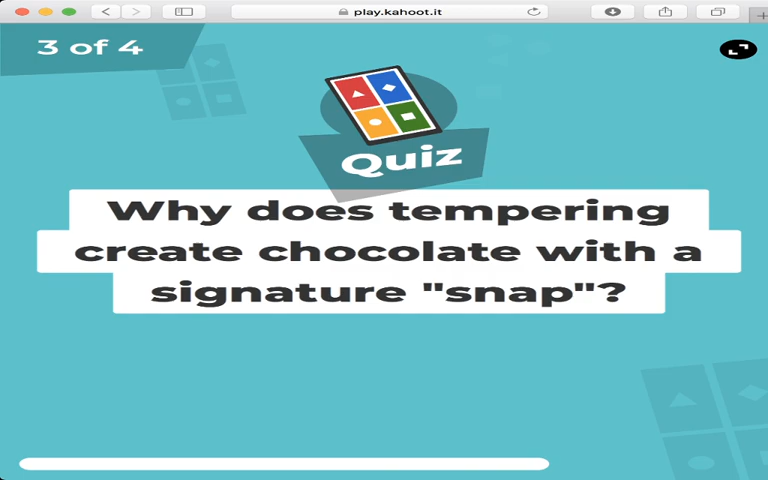 play.kahoot.it
3 of 4
Quiz
Why does tempering
create chocolate with a
signature "snap"?